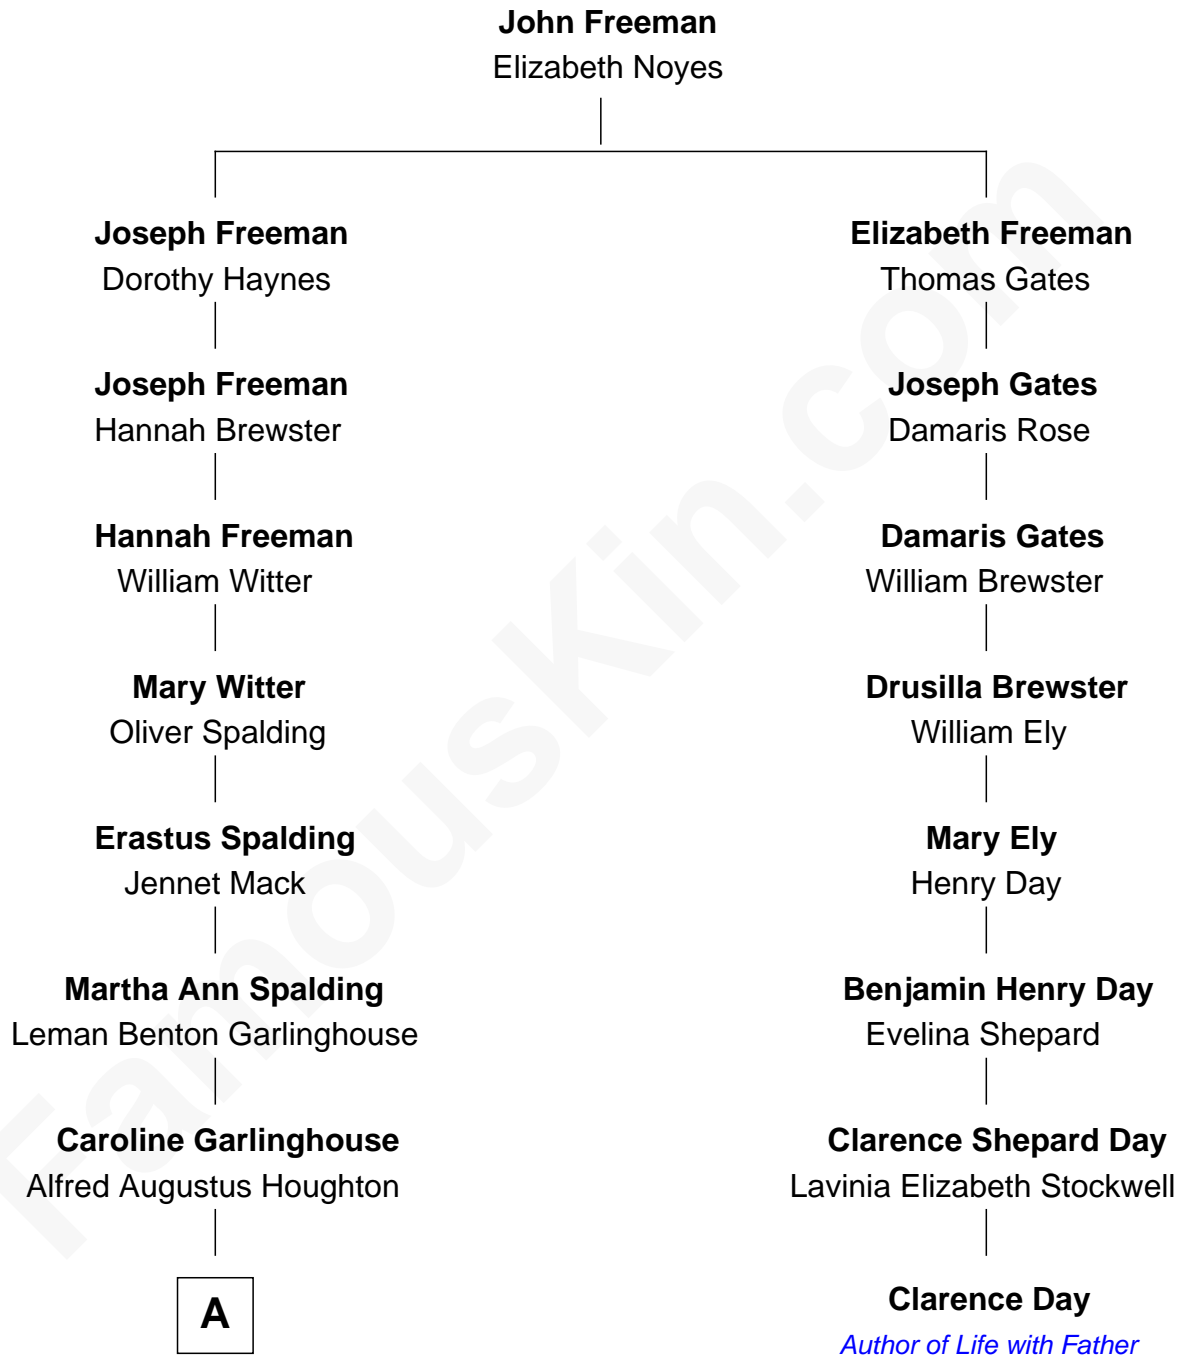 John Freeman
Elizabeth Noyes
Joseph Freeman
Dorothy Haynes
Joseph Freeman
Hannah Brewster
Hannah Freeman
William Witter
Mary Witter
Oliver Spalding
Erastus Spalding
Jennet Mack
Martha Ann Spalding
Leman Benton Garlinghouse
Caroline Garlinghouse
Alfred Augustus Houghton
A
Elizabeth Freeman
Thomas Gates
Joseph Gates
Damaris Rose
Damaris Gates
William Brewster
Drusilla Brewster
William Ely
Mary Ely
Henry Day
Benjamin Henry Day
Evelina Shepard
Clarence Shepard Day
Lavinia Elizabeth Stockwell
Clarence Day
Author of Life with Father
FamousKin.com